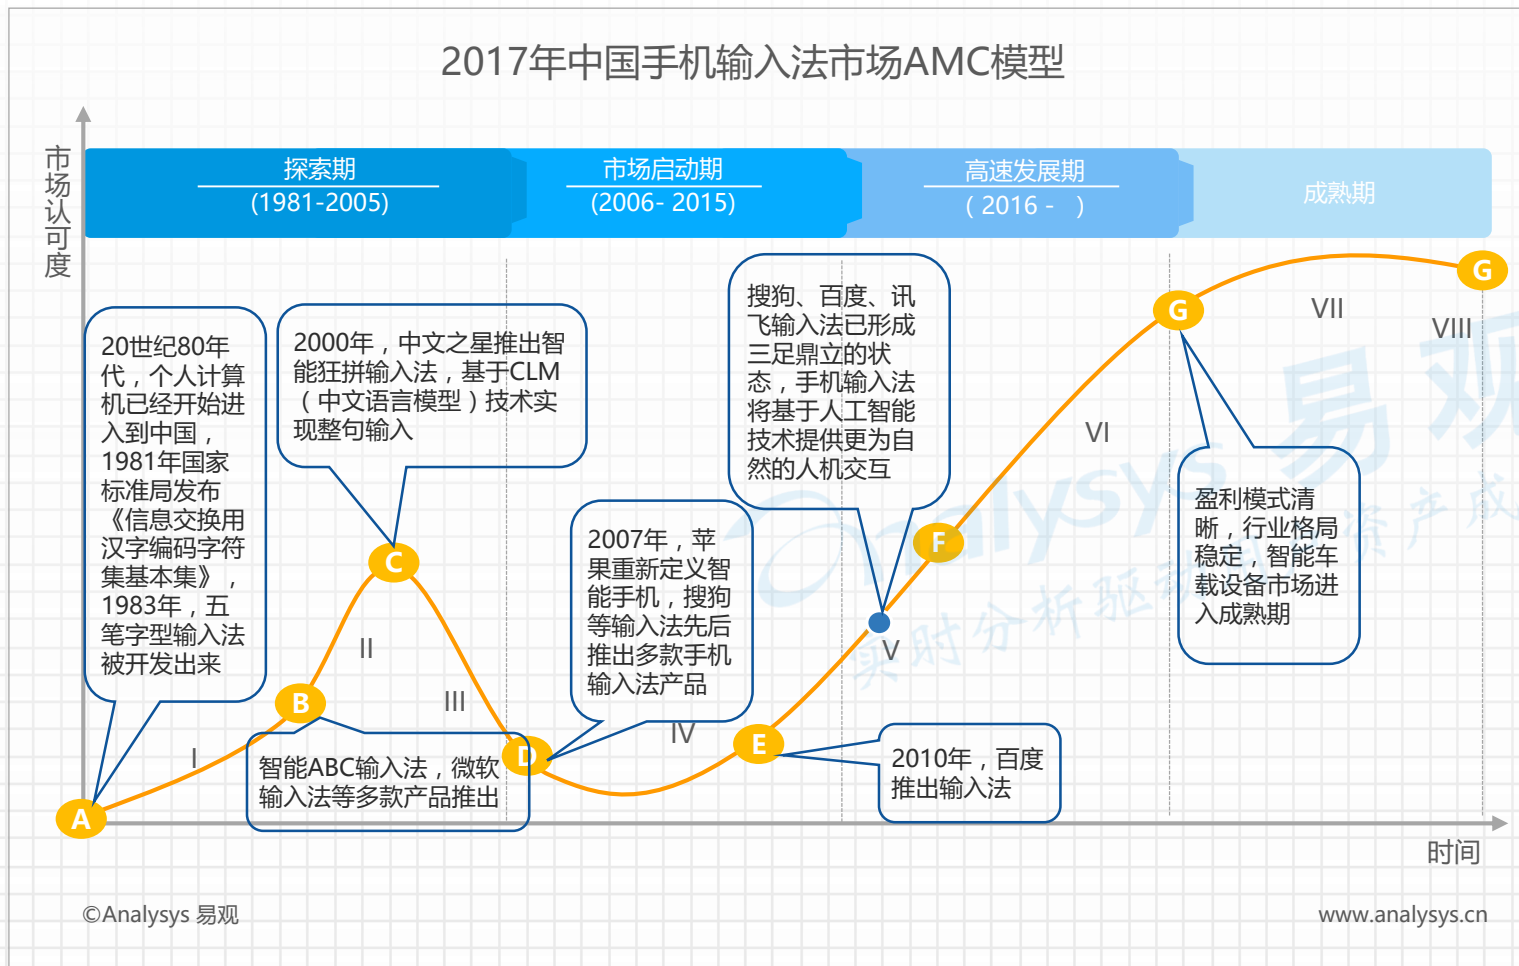 2017年中国手机输入法市场AMC模型
市场认可度
探索期
(1981-2005)
市场启动期
(2006- 2015)
高速发展期
( 2016 -   )
成熟期
20世纪80年
代，个人计算
机已经开始进
入到中国，
1981年国家
标准局发布
《信息交换用
汉字编码字符
集基本集》，
1983年，五
笔字型输入法
被开发出来
2000年，中文之星推出智
能狂拼输入法，基于CLM
（中文语言模型）技术实
现整句输入
搜狗、百度、讯
飞输入法已形成
三足鼎立的状
态，手机输入法
将基于人工智能
技术提供更为自
然的人机交互
2007年，苹
果重新定义智
能手机，搜狗
等输入法先后
推出多款手机
输入法产品
盈利模式清
晰，行业格局
稳定，智能车
载设备市场进
入成熟期
智能ABC输入法，微软
输入法等多款产品推出
2010年，百度
推出输入法
A
B
C
D
E
F
G
G
I
II
III
IV
V
VI
VII
VIII
时间
Analysys 易观
实时分析驱动用户资产成
©Analysys 易观
www.analysys.cn